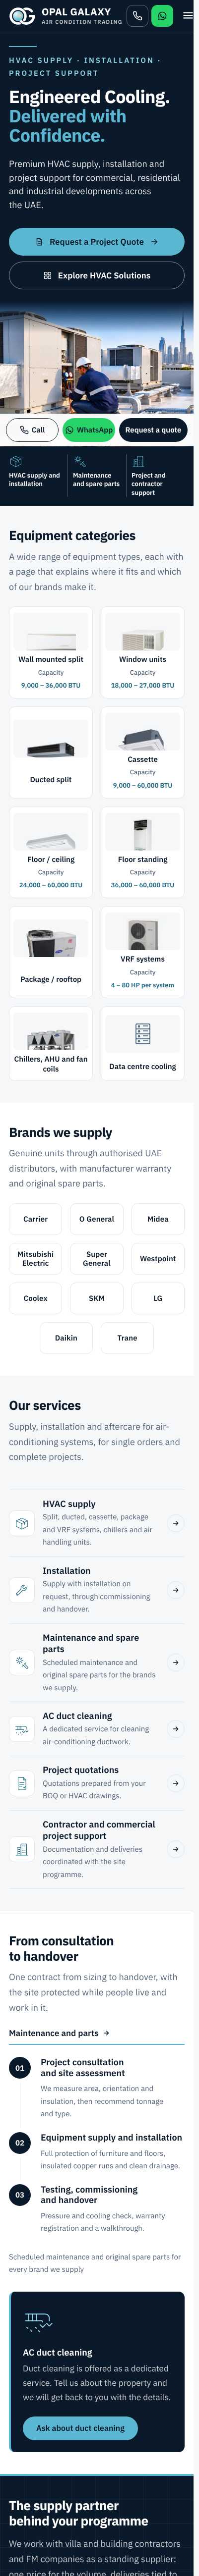 OPAL GALAXY
AIR CONDITION TRADING
HVAC SUPPLY · INSTALLATION ·
PROJECT SUPPORT
Engineered Cooling.
Delivered with
Confidence.
Premium HVAC supply, installation and
project support for commercial, residential
and industrial developments across
the UAE.
Request a Project Quote →
Explore HVAC Solutions
Call
WhatsApp
Request a quote
HVAC supply and
installation
Maintenance
and spare parts
Project and
contractor
support
Equipment categories
A wide range of equipment types, each with
a page that explains where it fits and which
of our brands make it.
Wall mounted split
Capacity
9,000 – 36,000 BTU
Window units
Capacity
18,000 – 27,000 BTU
Ducted split
Cassette
Capacity
9,000 – 60,000 BTU
Floor / ceiling
Capacity
24,000 – 60,000 BTU
Floor standing
Capacity
36,000 – 60,000 BTU
Package / rooftop
VRF systems
Capacity
4 – 80 HP per system
Chillers, AHU and fan
coils
Data centre cooling
Brands we supply
Genuine units through authorised UAE
distributors, with manufacturer warranty
and original spare parts.
Carrier
O General
Midea
Mitsubishi
Electric
Super
General
Westpoint
Coolex
SKM
LG
Daikin
Trane
Our services
Supply, installation and aftercare for air-
conditioning systems, for single orders and
complete projects.
HVAC supply
Split, ducted, cassette, package
and VRF systems, chillers and air
handling units.
Installation
Supply with installation on
request, through commissioning
and handover.
Maintenance and spare
parts
Scheduled maintenance and
original spare parts for the brands
we supply.
AC duct cleaning
A dedicated service for cleaning
air-conditioning ductwork.
Project quotations
Quotations prepared from your
BOQ or HVAC drawings.
Contractor and commercial
project support
Documentation and deliveries
coordinated with the site
programme.
From consultation
to handover
One contract from sizing to handover, with
the site protected while people live and
work in it.
Maintenance and parts →
01
Project consultation
and site assessment
We measure area, orientation and
insulation, then recommend tonnage
and type.
02
Equipment supply and installation
Full protection of furniture and floors,
insulated copper runs and clean drainage.
03
Testing, commissioning
and handover
Pressure and cooling check, warranty
registration and a walkthrough.
Scheduled maintenance and original spare parts for
every brand we supply
AC duct cleaning
Duct cleaning is offered as a dedicated
service. Tell us about the property and
we will get back to you with the details.
Ask about duct cleaning
The supply partner
behind your programme
We work with villa and building contractors
and FM companies as a standing supplier:
one price for the volume, deliveries tied to